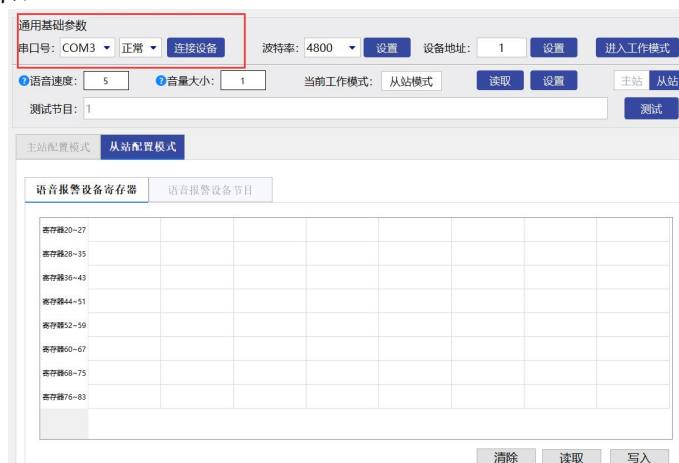 通用基础参数
串口号: COM3 正常 连接设备 波特率: 4800 设置 设备地址: 1 设置 进入工作模式
?语音速度: 5 ?音量大小: 1 当前工作模式: 从站模式 读取 设置 主站 从站
测试节目: 1 测试
主站配置模式 从站配置模式
语音报警设备寄存器 语音报警设备节目
寄存器20~27
寄存器28~35
寄存器36~43
寄存器44~51
寄存器52~59
寄存器60~67
寄存器68~75
寄存器76~83
清除 读取 写入